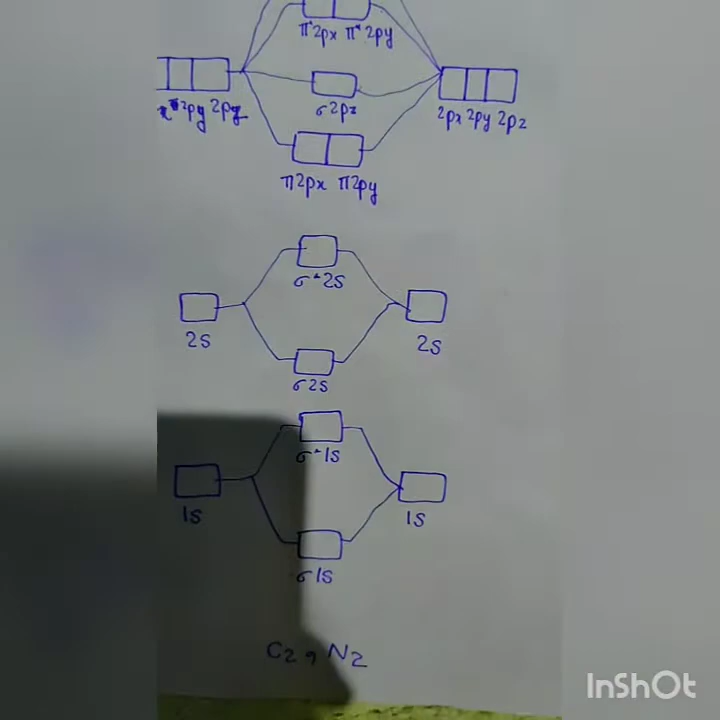 π*2px π*2py
σ2pz
2py 2pz
2px 2py 2pz
π2px π2py
σ*2s
2s
2s
σ2s
σ*1s
1s
1s
σ1s
C2, N2
InShOt